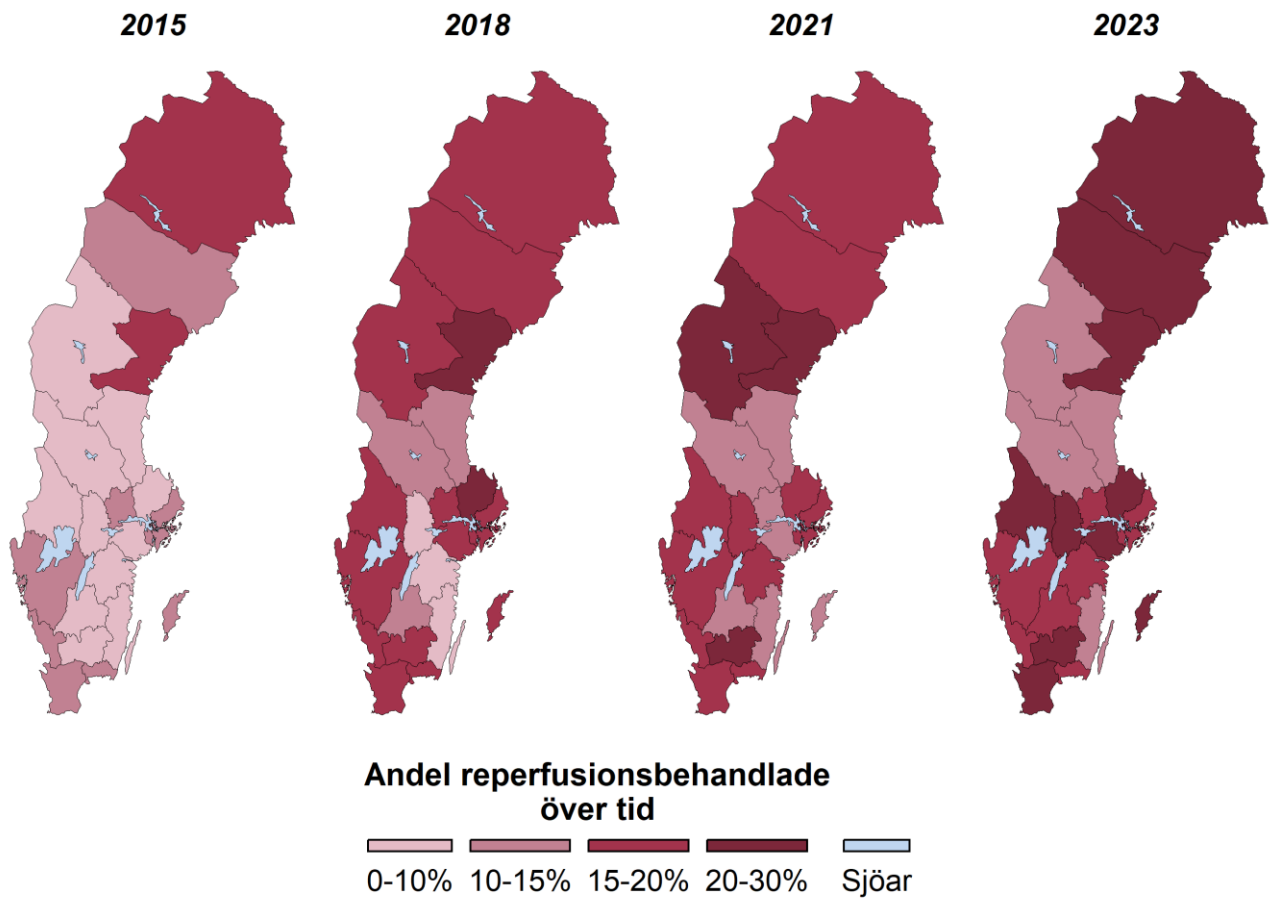 2015 2018 2021 2023
Andel reperfusionsbehandlade
över tid
0-10% 10-15% 15-20% 20-30% Sjöar